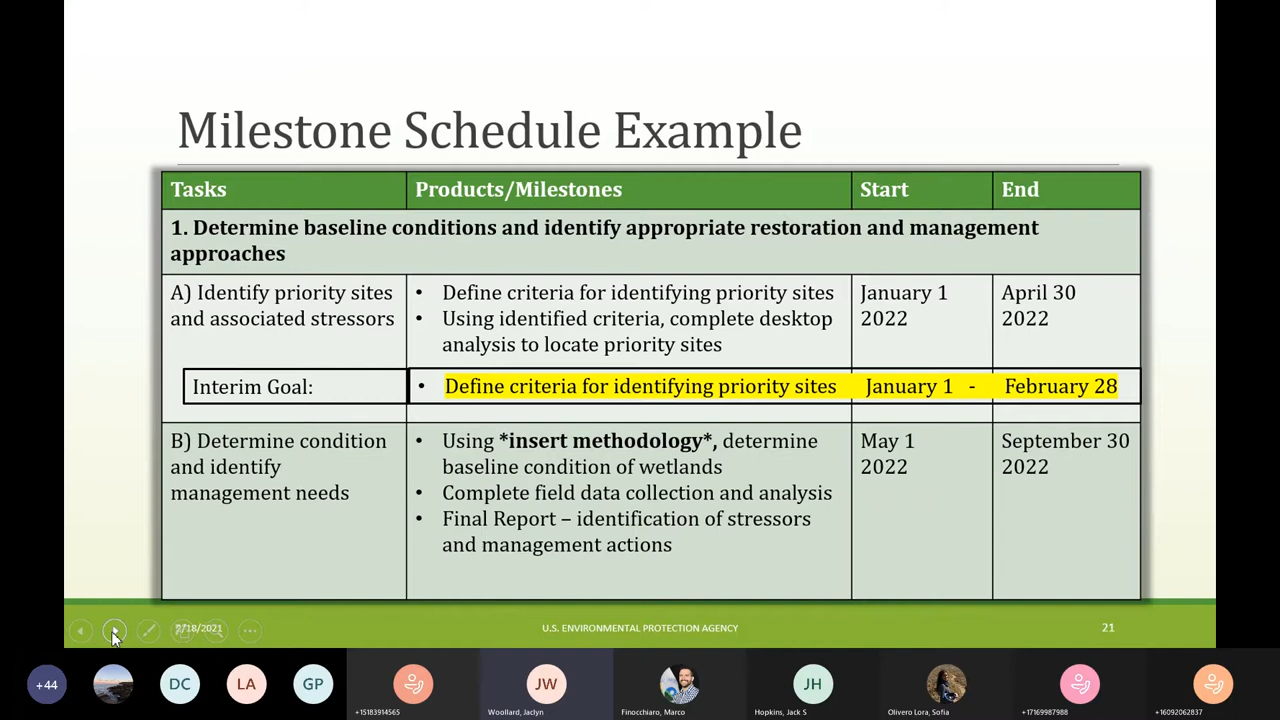 Milestone Schedule Example
Tasks Products/Milestones Start End
1. Determine baseline conditions and identify appropriate restoration and management
approaches
A) Identify priority sites
and associated stressors
• Define criteria for identifying priority sites
• Using identified criteria, complete desktop
analysis to locate priority sites
January 1
2022
April 30
2022
Interim Goal: • Define criteria for identifying priority sites January 1 - February 28
B) Determine condition
and identify
management needs
• Using *insert methodology*, determine
baseline condition of wetlands
• Complete field data collection and analysis
• Final Report – identification of stressors
and management actions
May 1
2022
September 30
2022
/18/2021 U.S. ENVIRONMENTAL PROTECTION AGENCY 21
+44 DC LA GP JW JH
+15183914565 Woollard, Jaclyn Finocchiaro, Marco Hopkins, Jack S Olivero Lora, Sofia +17169987988 +16092062837